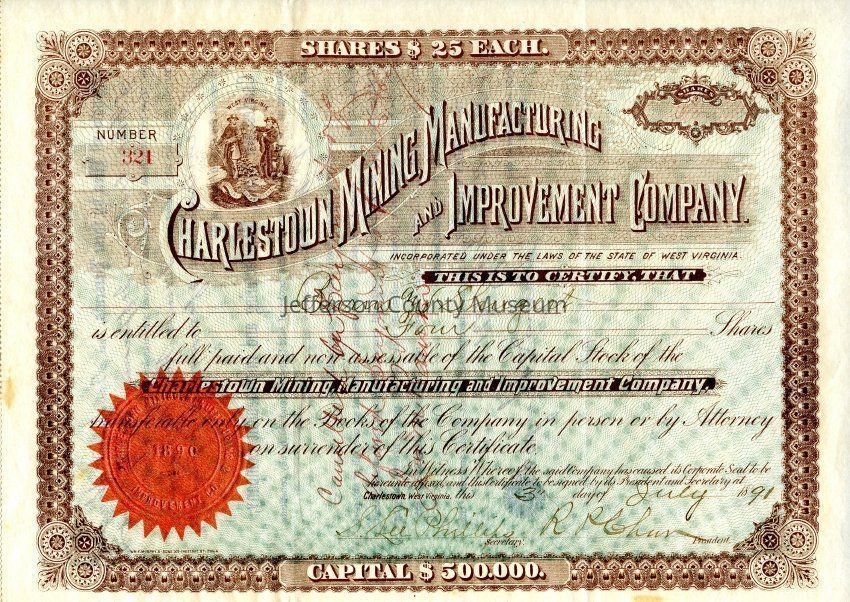 SHARES $ 25 EACH.
NUMBER
321
SHARES
CHARLESTOWN MINING, MANUFACTURING
AND IMPROVEMENT COMPANY.
INCORPORATED UNDER THE LAWS OF THE STATE OF WEST VIRGINIA.
THIS IS TO CERTIFY, THAT
Jefferson County Museum
is entitled to Four Shares
full paid and non assessable of the Capital Stock of the
Charlestown Mining, Manufacturing and Improvement Company,
transferable only on the Books of the Company in person or by Attorney
on surrender of this Certificate.
1890
IMPROVEMENT CO.
In Witness Whereof the said Company has caused its Corporate Seal to be
hereunto affixed, and this Certificate to be signed by its President and Secretary at
Charlestown, West Virginia, this 3 day of July 1891
Secretary. President.
CAPITAL $ 500.000.